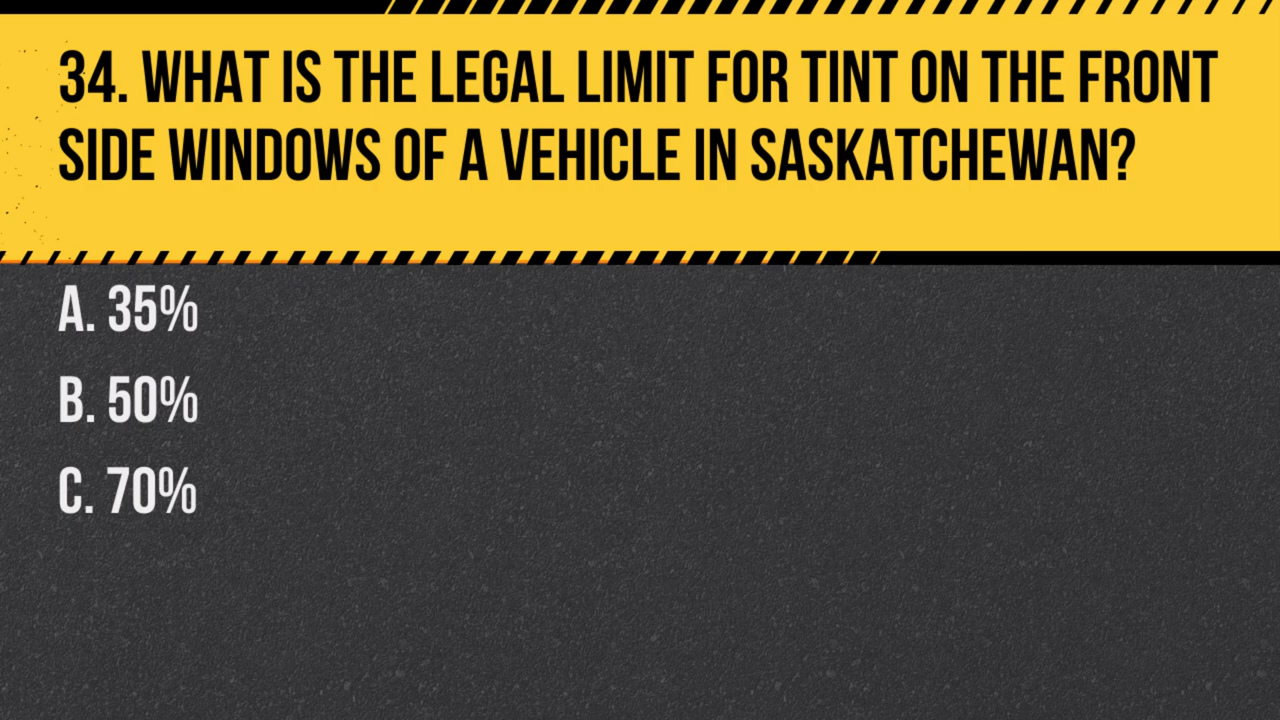 34. WHAT IS THE LEGAL LIMIT FOR TINT ON THE FRONT
SIDE WINDOWS OF A VEHICLE IN SASKATCHEWAN?
A. 35%
B. 50%
C. 70%